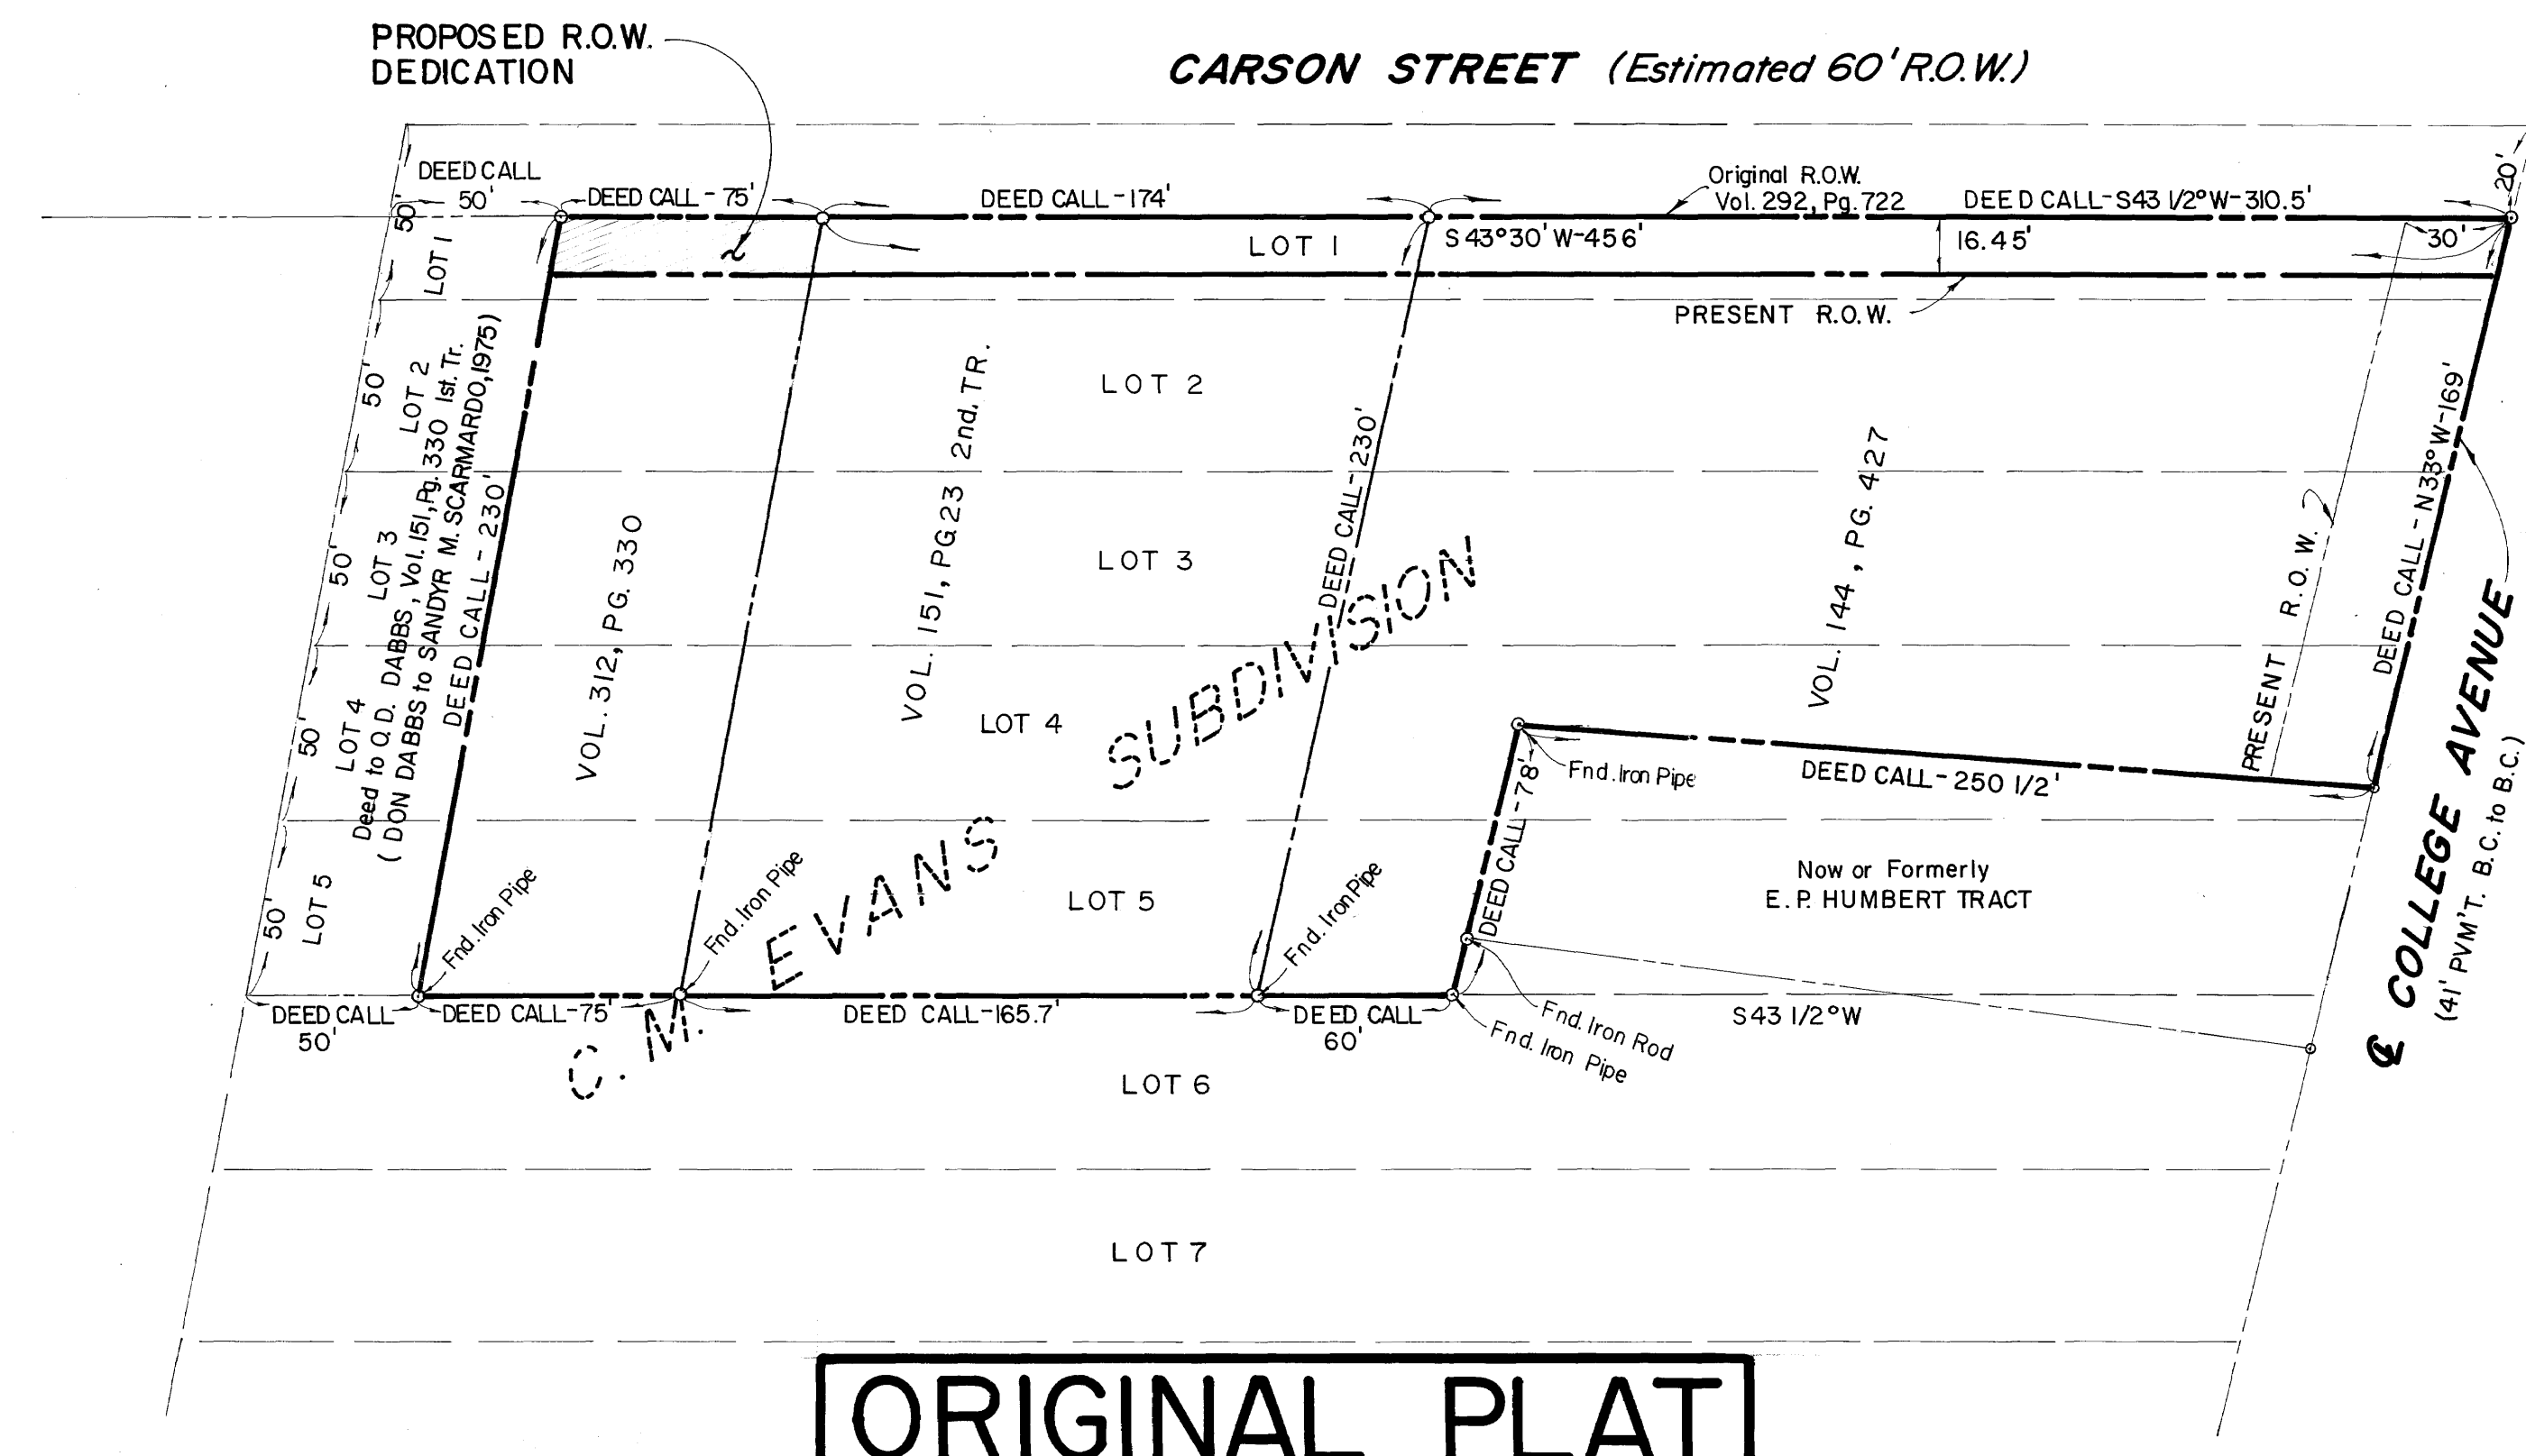 PROPOSED R.O.W.
DEDICATION
CARSON STREET (Estimated 60' R.O.W.)
DEED CALL
50'
DEED CALL - 75'
DEED CALL-174'
Original R.O.W.
Vol. 292, Pg. 722
DEED CALL-S43 1/2°W-310.5'
20'
50'
LOT 1
LOT 1
S43°30'W-456'
16.45'
30'
PRESENT R.O.W.
50'
LOT 2
LOT 2
50'
LOT 3
LOT 3
50'
LOT 4
LOT 4
50'
LOT 5
LOT 5
Deed to O.D. DABBS, Vol. 151, Pg. 330 1st. Tr.
(DON DABBS to SANDYR M. SCARMARDO, 1975)
DEED CALL - 230'
VOL. 312, PG. 330
VOL. 151, PG 23 2nd. TR.
DEED CALL-230'
VOL. 144, PG. 427
PRESENT R.O.W.
DEED CALL - N33°W-169'
C.M. EVANS SUBDIVISION
Fnd. Iron Pipe
DEED CALL-250 1/2'
DEED CALL-78'
Now or Formerly
E.P. HUMBERT TRACT
℄ COLLEGE AVENUE
(41' PVM'T. B.C. to B.C.)
Fnd. Iron Pipe
Fnd. Iron Pipe
Fnd. Iron Pipe
DEED CALL
50'
DEED CALL-75'
DEED CALL-165.7'
DEED CALL
60'
Fnd. Iron Rod
Fnd. Iron Pipe
S43 1/2°W
LOT 6
LOT 7
ORIGINAL PLAT